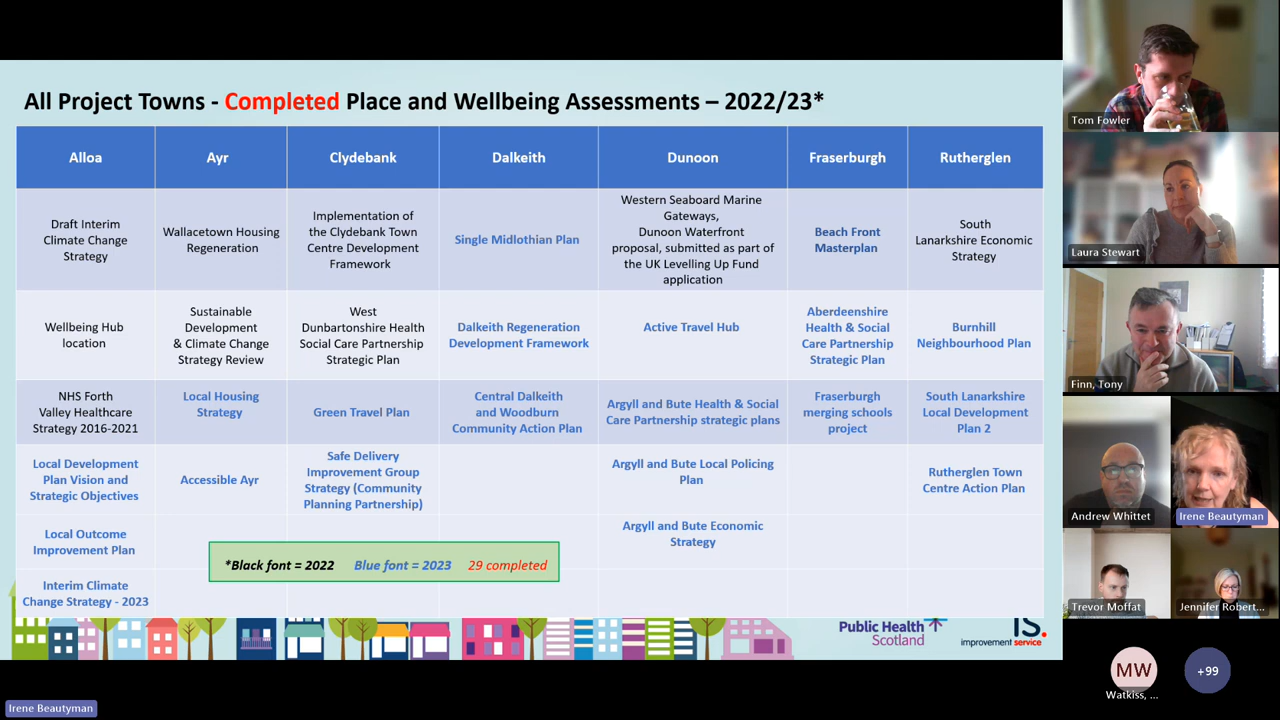 All Project Towns - Completed Place and Wellbeing Assessments – 2022/23*
Alloa
Ayr
Clydebank
Dalkeith
Dunoon
Fraserburgh
Rutherglen
Draft Interim
Climate Change
Strategy
Wallacetown Housing
Regeneration
Implementation of
the Clydebank Town
Centre Development
Framework
Single Midlothian Plan
Western Seaboard Marine
Gateways,
Dunoon Waterfront
proposal, submitted as part of
the UK Levelling Up Fund
application
Beach Front
Masterplan
South
Lanarkshire Economic
Strategy
Wellbeing Hub
location
Sustainable
Development
& Climate Change
Strategy Review
West
Dunbartonshire Health
Social Care Partnership
Strategic Plan
Dalkeith Regeneration
Development Framework
Active Travel Hub
Aberdeenshire
Health & Social
Care Partnership
Strategic Plan
Burnhill
Neighbourhood Plan
NHS Forth
Valley Healthcare
Strategy 2016-2021
Local Housing
Strategy
Green Travel Plan
Central Dalkeith
and Woodburn
Community Action Plan
Argyll and Bute Health & Social
Care Partnership strategic plans
Fraserburgh
merging schools
project
South Lanarkshire
Local Development
Plan 2
Local Development
Plan Vision and
Strategic Objectives
Accessible Ayr
Safe Delivery
Improvement Group
Strategy (Community
Planning Partnership)
Argyll and Bute Local Policing
Plan
Rutherglen Town
Centre Action Plan
Local Outcome
Improvement Plan
Argyll and Bute Economic
Strategy
Interim Climate
Change Strategy - 2023
*Black font = 2022 Blue font = 2023 29 completed
Public Health
Scotland
IS.
improvement service
Tom Fowler
Laura Stewart
Finn, Tony
Andrew Whittet
Irene Beautyman
Trevor Moffat
Jennifer Robert...
MW
Watkiss, ...
+99
Irene Beautyman